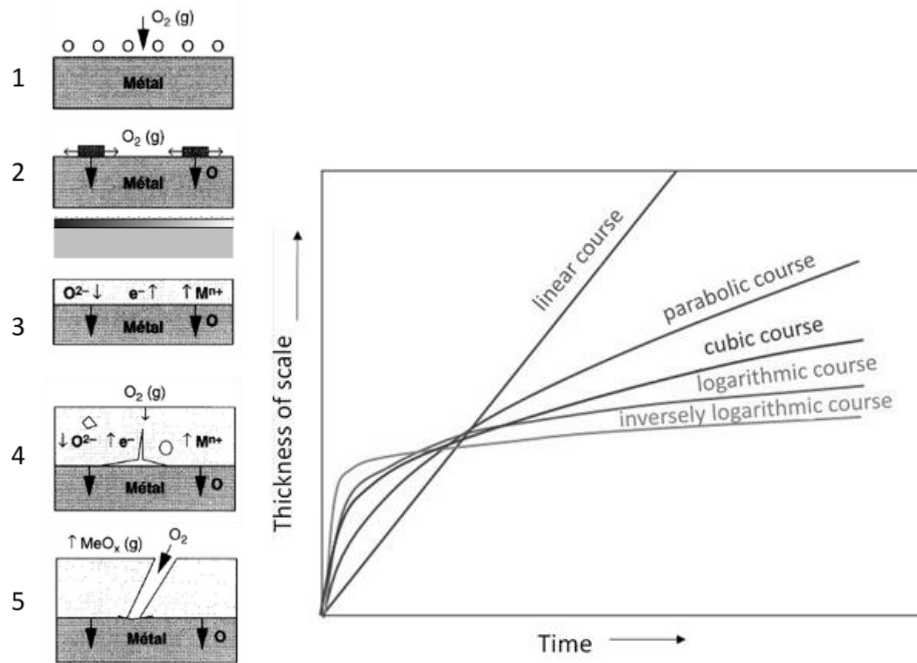 O₂ (g)
O O O O O O
1
Métal
O₂ (g)
2
Métal
O
O²⁻ ↓ e⁻ ↑ ↑ Mⁿ⁺
3
Métal
O
O₂ (g)
↓ O²⁻ ↑ e⁻ ↑ Mⁿ⁺
4
Métal
O
↑ MeOₓ (g)
O₂
5
Métal
O
Thickness of scale
linear course
parabolic course
cubic course
logarithmic course
inversely logarithmic course
Time